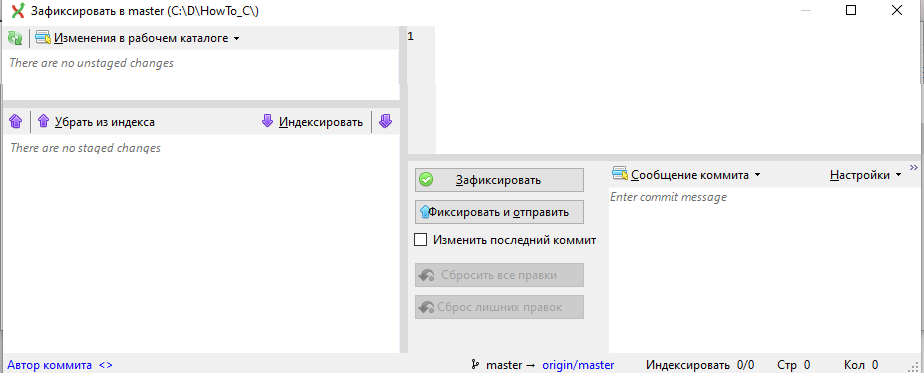 Зафиксировать в master (C:\D\HowTo_C\)
Изменения в рабочем каталоге
There are no unstaged changes
1
Убрать из индекса
Индексировать
There are no staged changes
Зафиксировать
Фиксировать и отправить
Изменить последний коммит
Сбросить все правки
Сброс лишних правок
Сообщение коммита
Настройки
»
Enter commit message
Автор коммита <>
master → origin/master
Индексировать 0/0
Стр 0
Кол 0